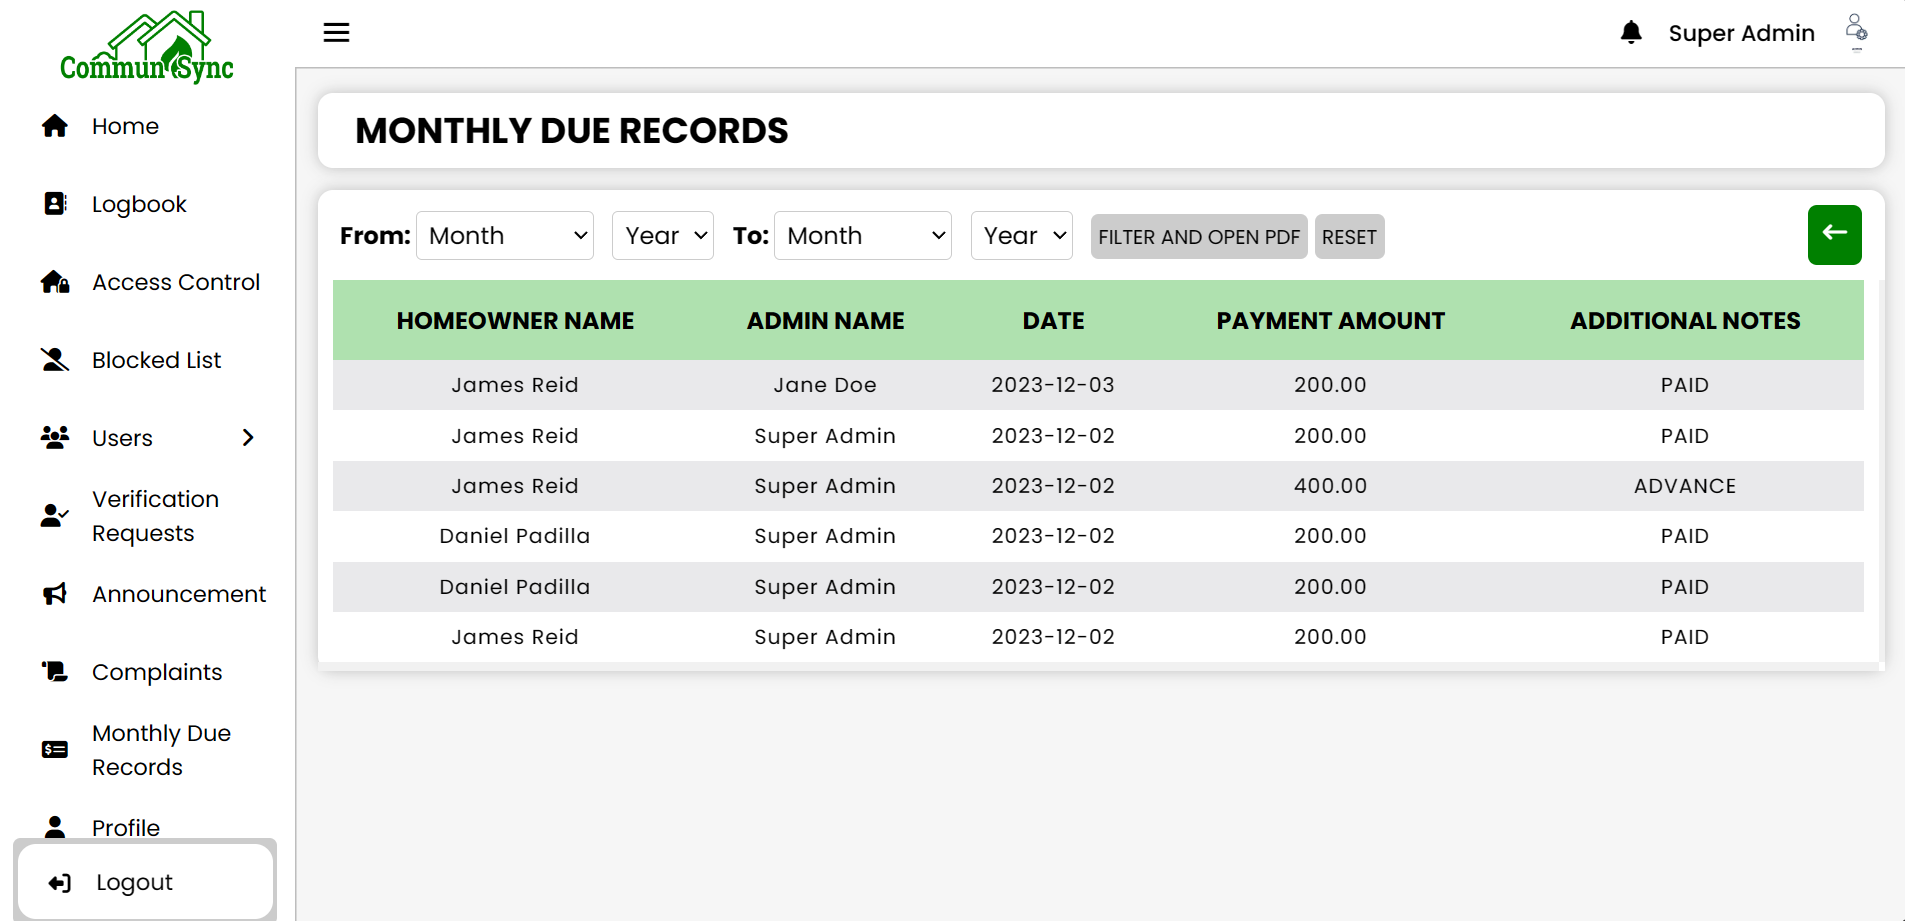 CommuniSync
Super Admin
Home
Logbook
Access Control
Blocked List
Users
Verification
Requests
Announcement
Complaints
Monthly Due
Records
Profile
Logout
MONTHLY DUE RECORDS
From: Month Year To: Month Year FILTER AND OPEN PDF RESET
HOMEOWNER NAME ADMIN NAME DATE PAYMENT AMOUNT ADDITIONAL NOTES
James Reid Jane Doe 2023-12-03 200.00 PAID
James Reid Super Admin 2023-12-02 200.00 PAID
James Reid Super Admin 2023-12-02 400.00 ADVANCE
Daniel Padilla Super Admin 2023-12-02 200.00 PAID
Daniel Padilla Super Admin 2023-12-02 200.00 PAID
James Reid Super Admin 2023-12-02 200.00 PAID